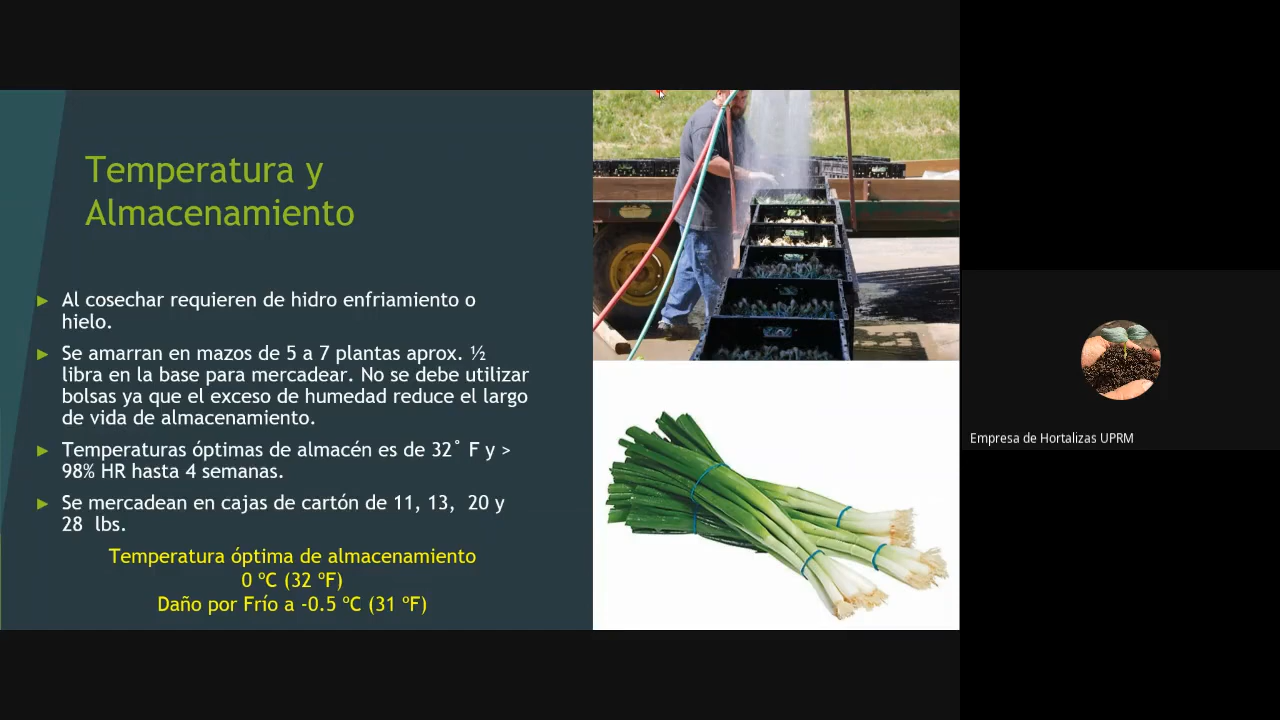 Temperatura y
Almacenamiento
Al cosechar requieren de hidro enfriamiento o
hielo.
Se amarran en mazos de 5 a 7 plantas aprox. ½
libra en la base para mercadear. No se debe utilizar
bolsas ya que el exceso de humedad reduce el largo
de vida de almacenamiento.
Temperaturas óptimas de almacén es de 32˚ F y >
98% HR hasta 4 semanas.
Se mercadean en cajas de cartón de 11, 13, 20 y
28 lbs.
Temperatura óptima de almacenamiento
0 ºC (32 ºF)
Daño por Frío a -0.5 ºC (31 ºF)
Empresa de Hortalizas UPRM